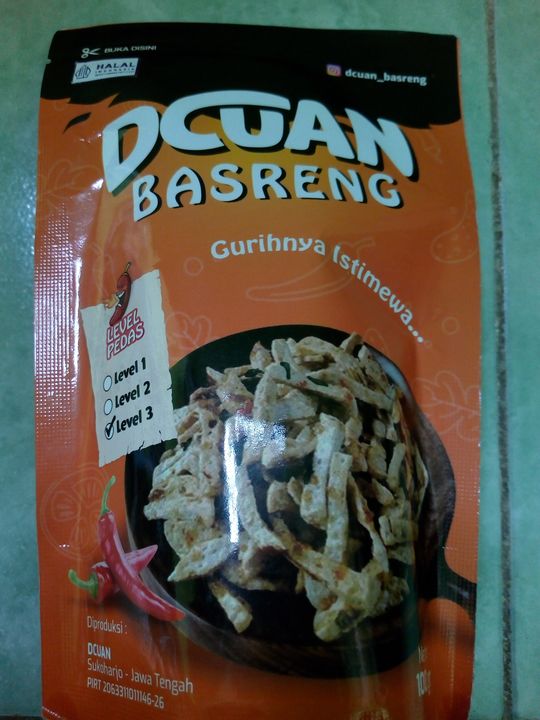 BUKA DISINI
HALAL
INDONESIA
dcuan_basreng
DCUAN
BASRENG
Gurihnya Istimewa...
LEVEL
PEDAS
Level 1
Level 2
Level 3
Diproduksi :
DCUAN
Sukoharjo - Jawa Tengah
PIRT 2063311011146-26